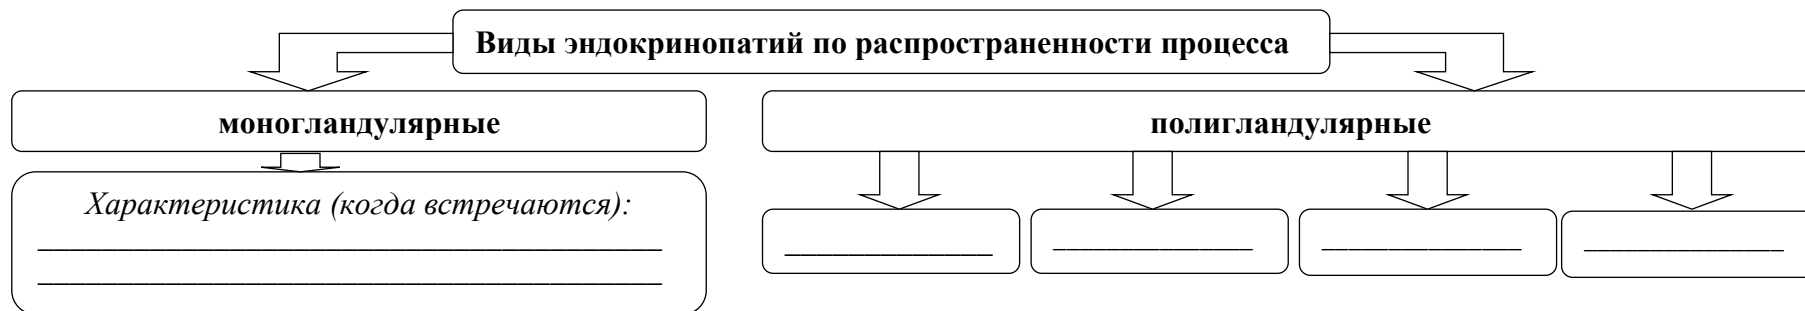 Виды эндокринопатий по распространенности процесса
моногландулярные
полигландулярные
Характеристика (когда встречаются):